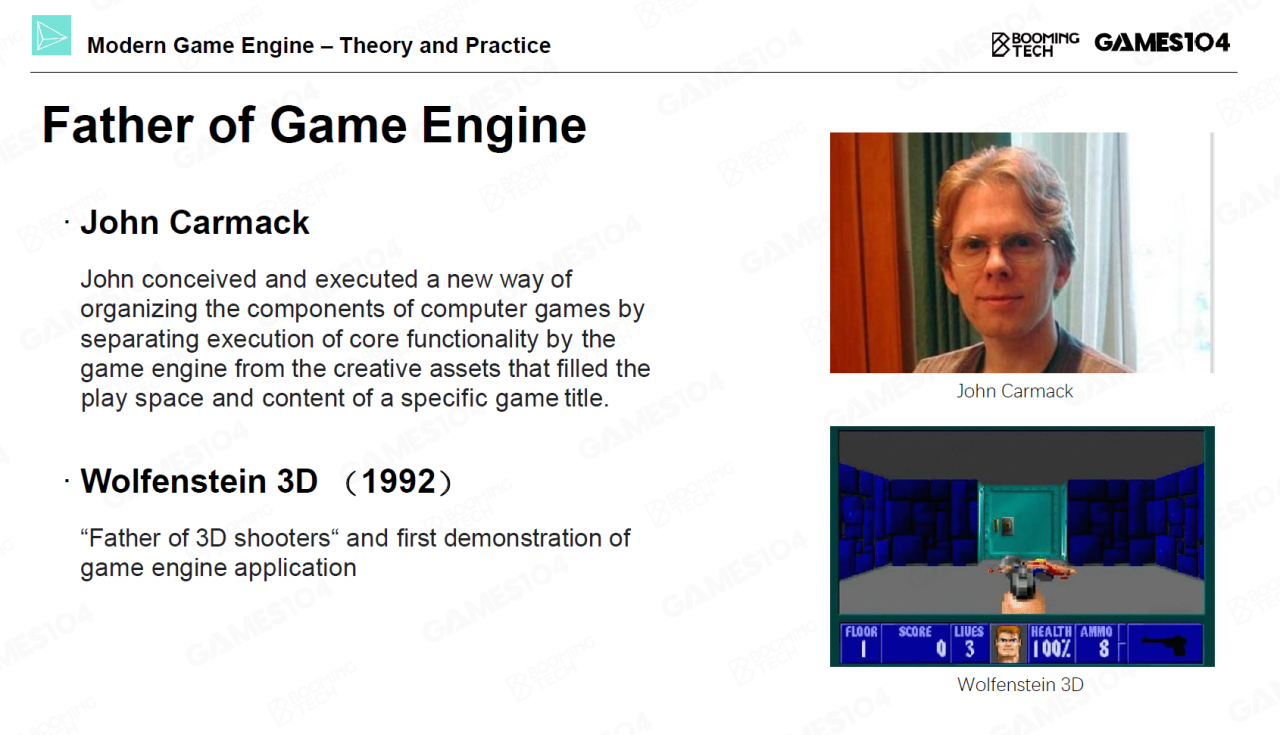 Modern Game Engine – Theory and Practice
BOOMING
TECH
GAMES104
Father of Game Engine
· John Carmack
John conceived and executed a new way of
organizing the components of computer games by
separating execution of core functionality by the
game engine from the creative assets that filled the
play space and content of a specific game title.
· Wolfenstein 3D （1992）
“Father of 3D shooters“ and first demonstration of
game engine application
John Carmack
FLOOR SCORE LIVES HEALTH AMMO
1 0 3 100% 8
Wolfenstein 3D